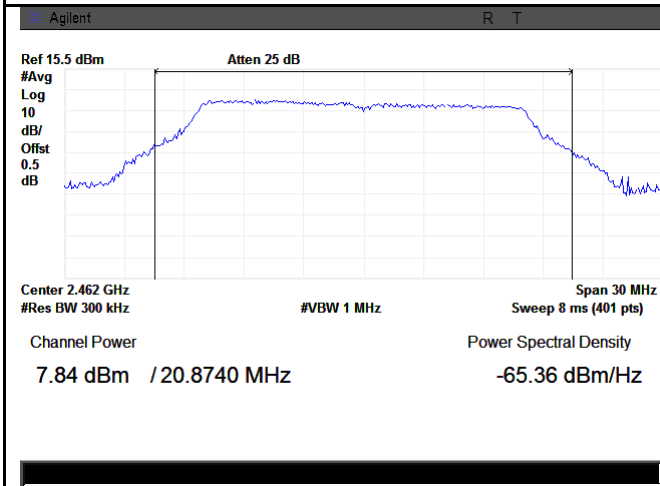 Agilent R T
Ref 15.5 dBm Atten 25 dB
#Avg
Log
10
dB/
Offst
0.5
dB
Center 2.462 GHz Span 30 MHz
#Res BW 300 kHz #VBW 1 MHz Sweep 8 ms (401 pts)
Channel Power Power Spectral Density
7.84 dBm / 20.8740 MHz -65.36 dBm/Hz